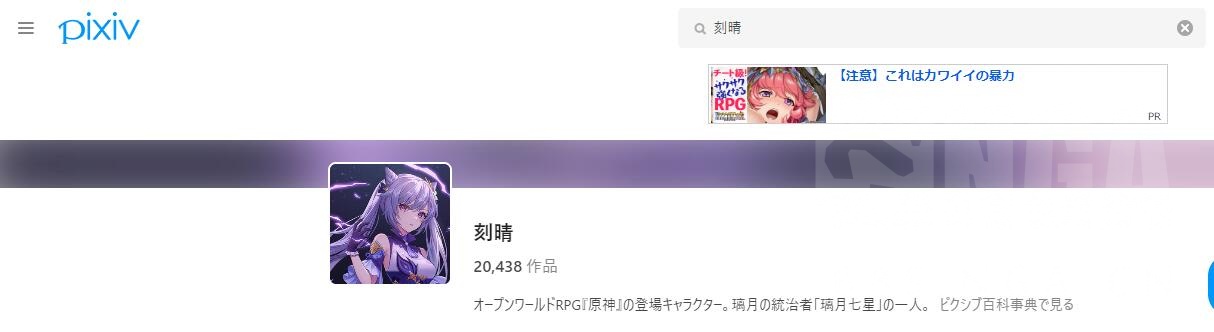 pixiv
刻晴
チート級!
サクサク
強くなる
RPG
【注意】これはカワイイの暴力
PR
NGA
刻晴
20,438 作品
オープンワールドRPG『原神』の登場キャラクター。璃月の統治者「璃月七星」の一人。 ピクシブ百科事典で見る